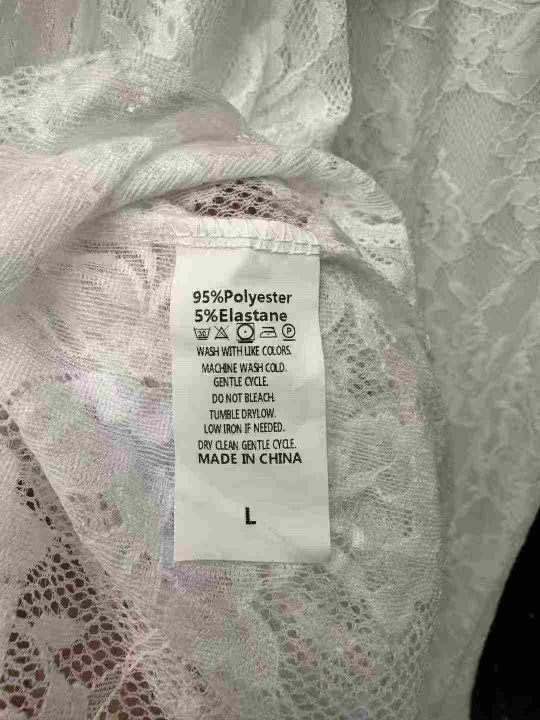 95%Polyester
5%Elastane
30 P
WASH WITH LIKE COLORS.
MACHINE WASH COLD.
GENTLE CYCLE.
DO NOT BLEACH.
TUMBLE DRYLOW.
LOW IRON IF NEEDED.
DRY CLEAN GENTLE CYCLE.
MADE IN CHINA
L